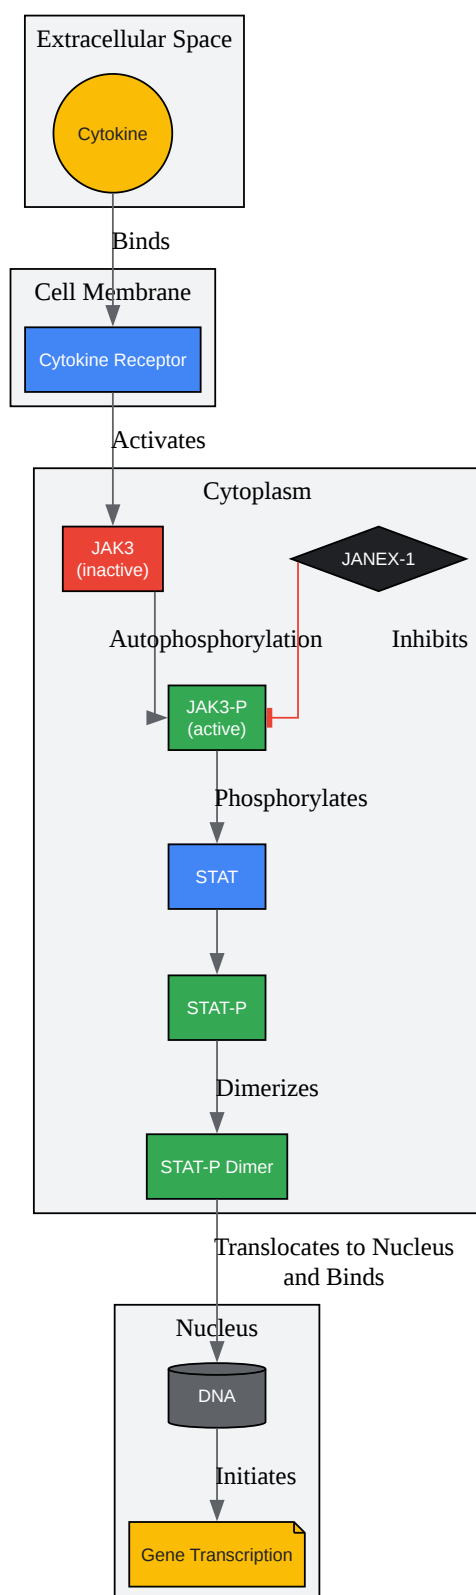 Extracellular Space
Cytokine
Binds
Cell Membrane
Cytokine Receptor
Activates
Cytoplasm
JAK3
(inactive)
JANEX-1
Autophosphorylation
Inhibits
JAK3-P
(active)
Phosphorylates
STAT
STAT-P
Dimerizes
STAT-P Dimer
Translocates to Nucleus
and Binds
Nucleus
DNA
Initiates
Gene Transcription